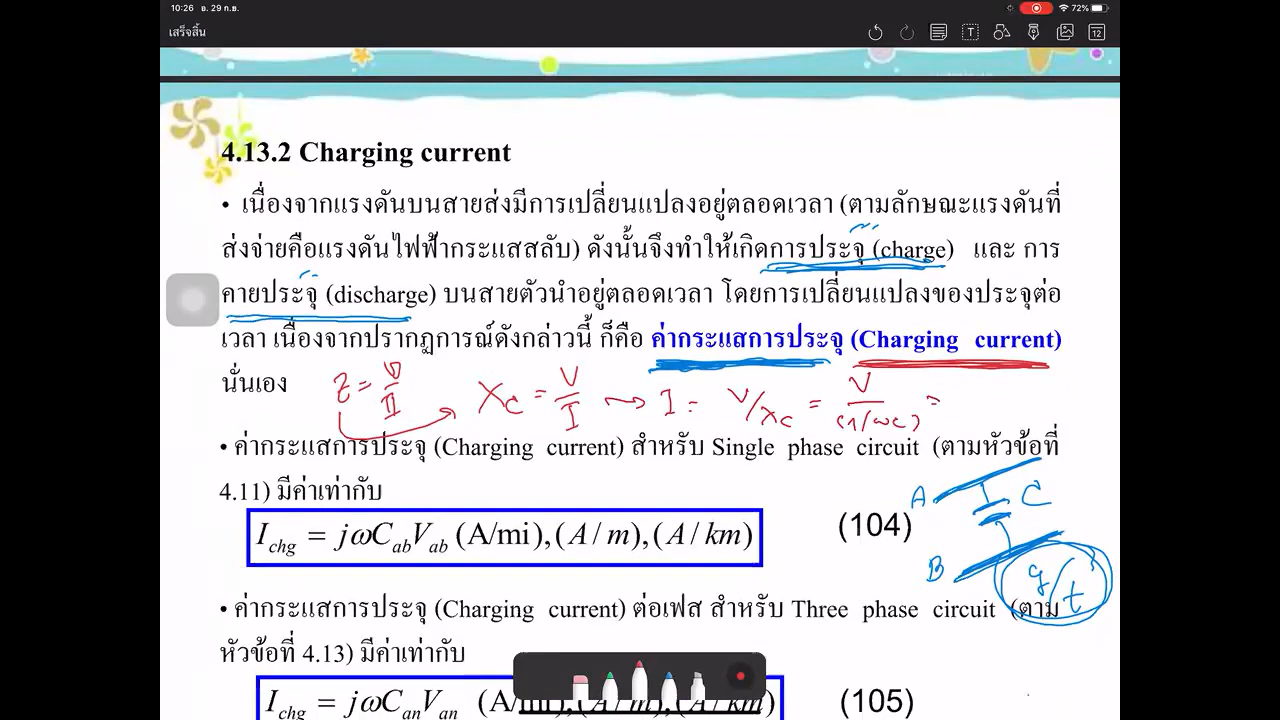 10:26 อ. 29 ก.ย. 72%
เสร็จสิ้น T 12
4.13.2 Charging current
• เนื่องจากแรงดันบนสายส่งมีการเปลี่ยนแปลงอยู่ตลอดเวลา (ตามลักษณะแรงดันที่
ส่งจ่ายคือแรงดันไฟฟ้ากระแสสลับ) ดังนั้นจึงทำให้เกิดการประจุ (charge) และ การ
คายประจุ (discharge) บนสายตัวนำอยู่ตลอดเวลา โดยการเปลี่ยนแปลงของประจุต่อ
เวลา เนื่องจากปรากฏการณ์ดังกล่าวนี้ ก็คือ ค่ากระแสการประจุ (Charging current)
นั่นเอง
Z = V/I Xc = V/I → I = V/Xc = V/(1/ωc) =
• ค่ากระแสการประจุ (Charging current) สำหรับ Single phase circuit (ตามหัวข้อที่
4.11) มีค่าเท่ากับ
A C
I_chg = jωC_ab V_ab (A/mi),(A/m),(A/km) (104)
B q/t
• ค่ากระแสการประจุ (Charging current) ต่อเฟส สำหรับ Three phase circuit (ตาม
หัวข้อที่ 4.13) มีค่าเท่ากับ
I_chg = jωC_an V_an (A/mi),(A/m),(A/km) (105)